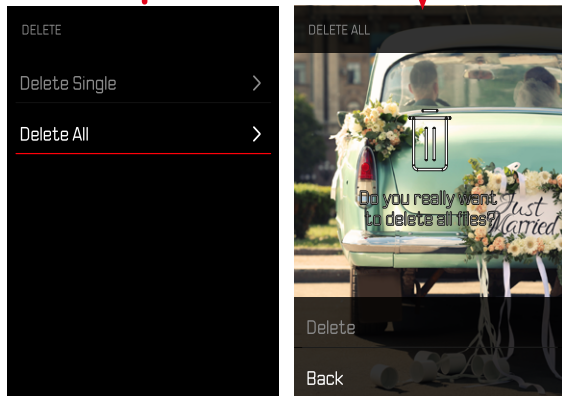 DELETE
Delete Single
Delete All
DELETE ALL
Do you really want
to delete all files?
Just
Married
Delete
Back